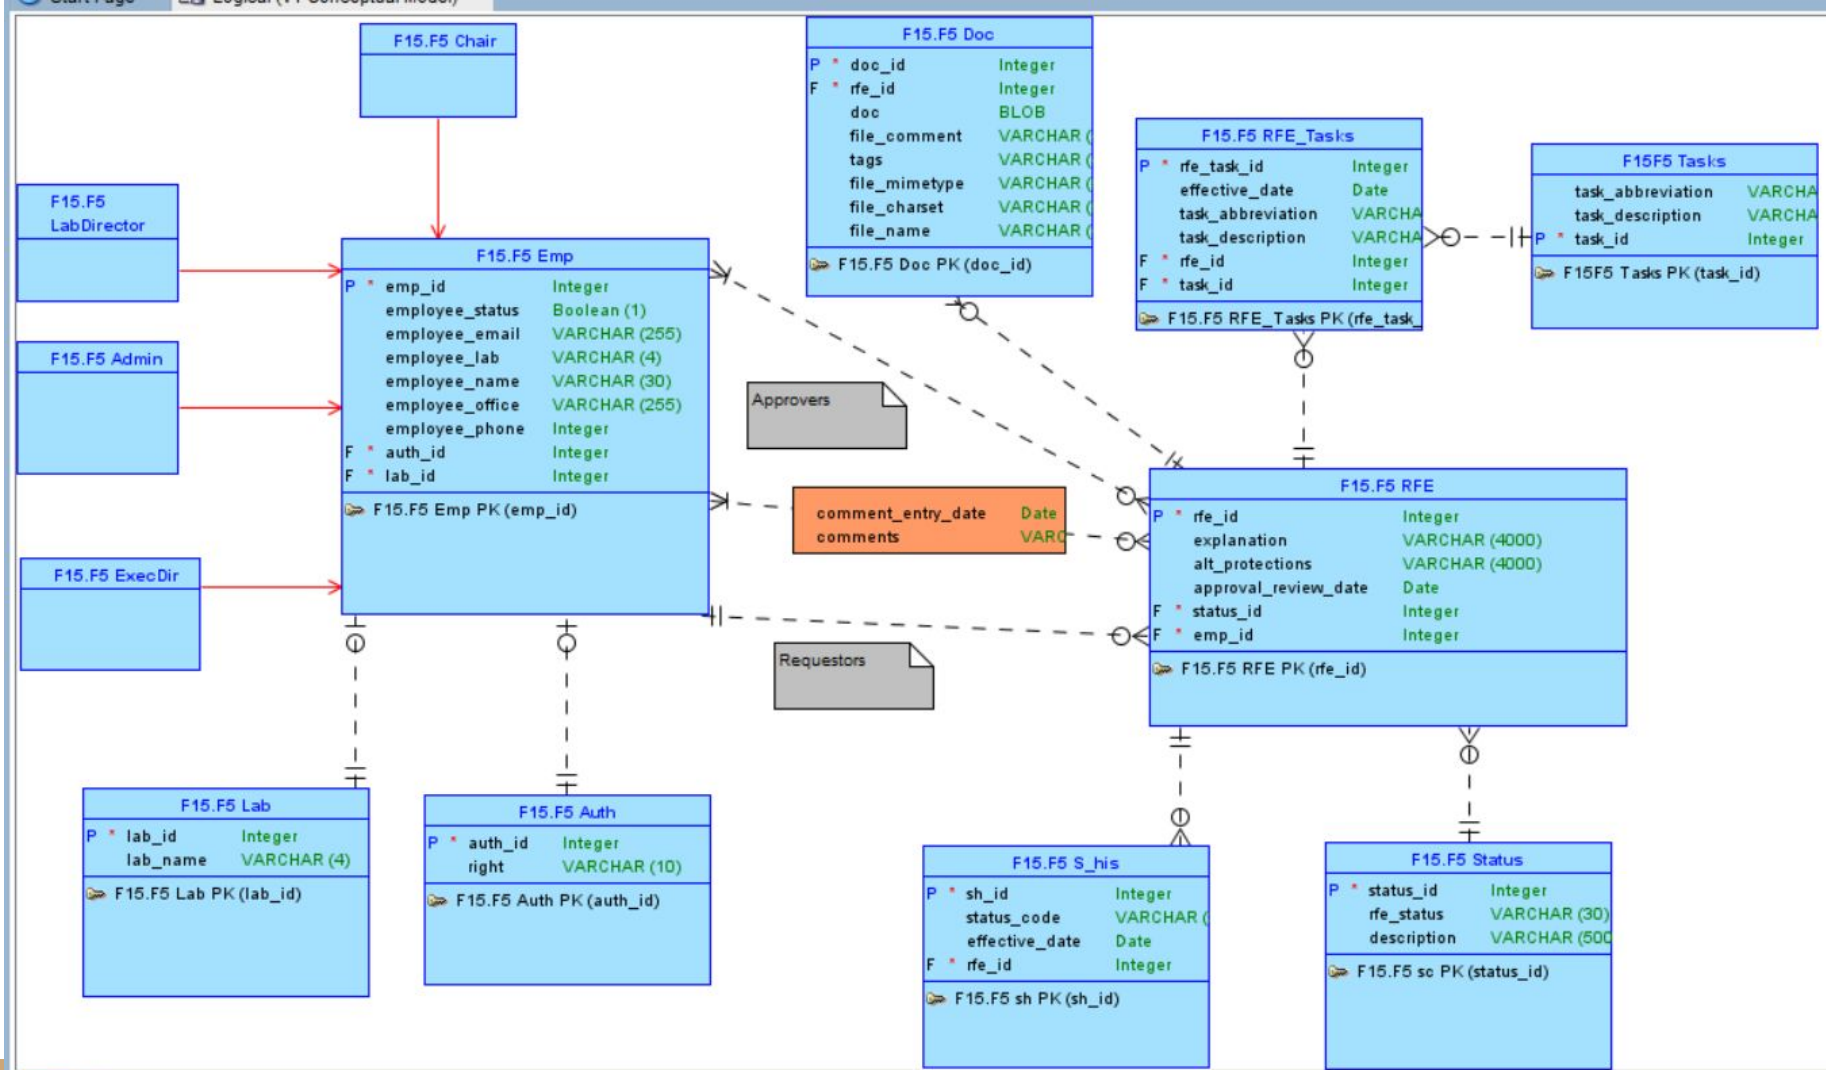 Start Page Logical (V1 Conceptual Model)
F15.F5 Chair
F15.F5
LabDirector
F15.F5 Admin
F15.F5 ExecDir
F15.F5 Emp
P * emp_id Integer
employee_status Boolean (1)
employee_email VARCHAR (255)
employee_lab VARCHAR (4)
employee_name VARCHAR (30)
employee_office VARCHAR (255)
employee_phone Integer
F * auth_id Integer
F * lab_id Integer
F15.F5 Emp PK (emp_id)
F15.F5 Doc
P * doc_id Integer
F * rfe_id Integer
doc BLOB
file_comment VARCHAR (
tags VARCHAR (
file_mimetype VARCHAR (
file_charset VARCHAR (
file_name VARCHAR (
F15.F5 Doc PK (doc_id)
F15.F5 RFE_Tasks
P * rfe_task_id Integer
effective_date Date
task_abbreviation VARCHA
task_description VARCHA
F * rfe_id Integer
F * task_id Integer
F15.F5 RFE_Tasks PK (rfe_task_
F15F5 Tasks
task_abbreviation VARCHA
task_description VARCHA
P * task_id Integer
F15F5 Tasks PK (task_id)
Approvers
comment_entry_date Date
comments VARC
Requestors
F15.F5 RFE
P * rfe_id Integer
explanation VARCHAR (4000)
alt_protections VARCHAR (4000)
approval_review_date Date
F * status_id Integer
F * emp_id Integer
F15.F5 RFE PK (rfe_id)
F15.F5 Lab
P * lab_id Integer
lab_name VARCHAR (4)
F15.F5 Lab PK (lab_id)
F15.F5 Auth
P * auth_id Integer
right VARCHAR (10)
F15.F5 Auth PK (auth_id)
F15.F5 S_his
P * sh_id Integer
status_code VARCHAR (
effective_date Date
F * rfe_id Integer
F15.F5 sh PK (sh_id)
F15.F5 Status
P * status_id Integer
rfe_status VARCHAR (30)
description VARCHAR (500
F15.F5 sc PK (status_id)